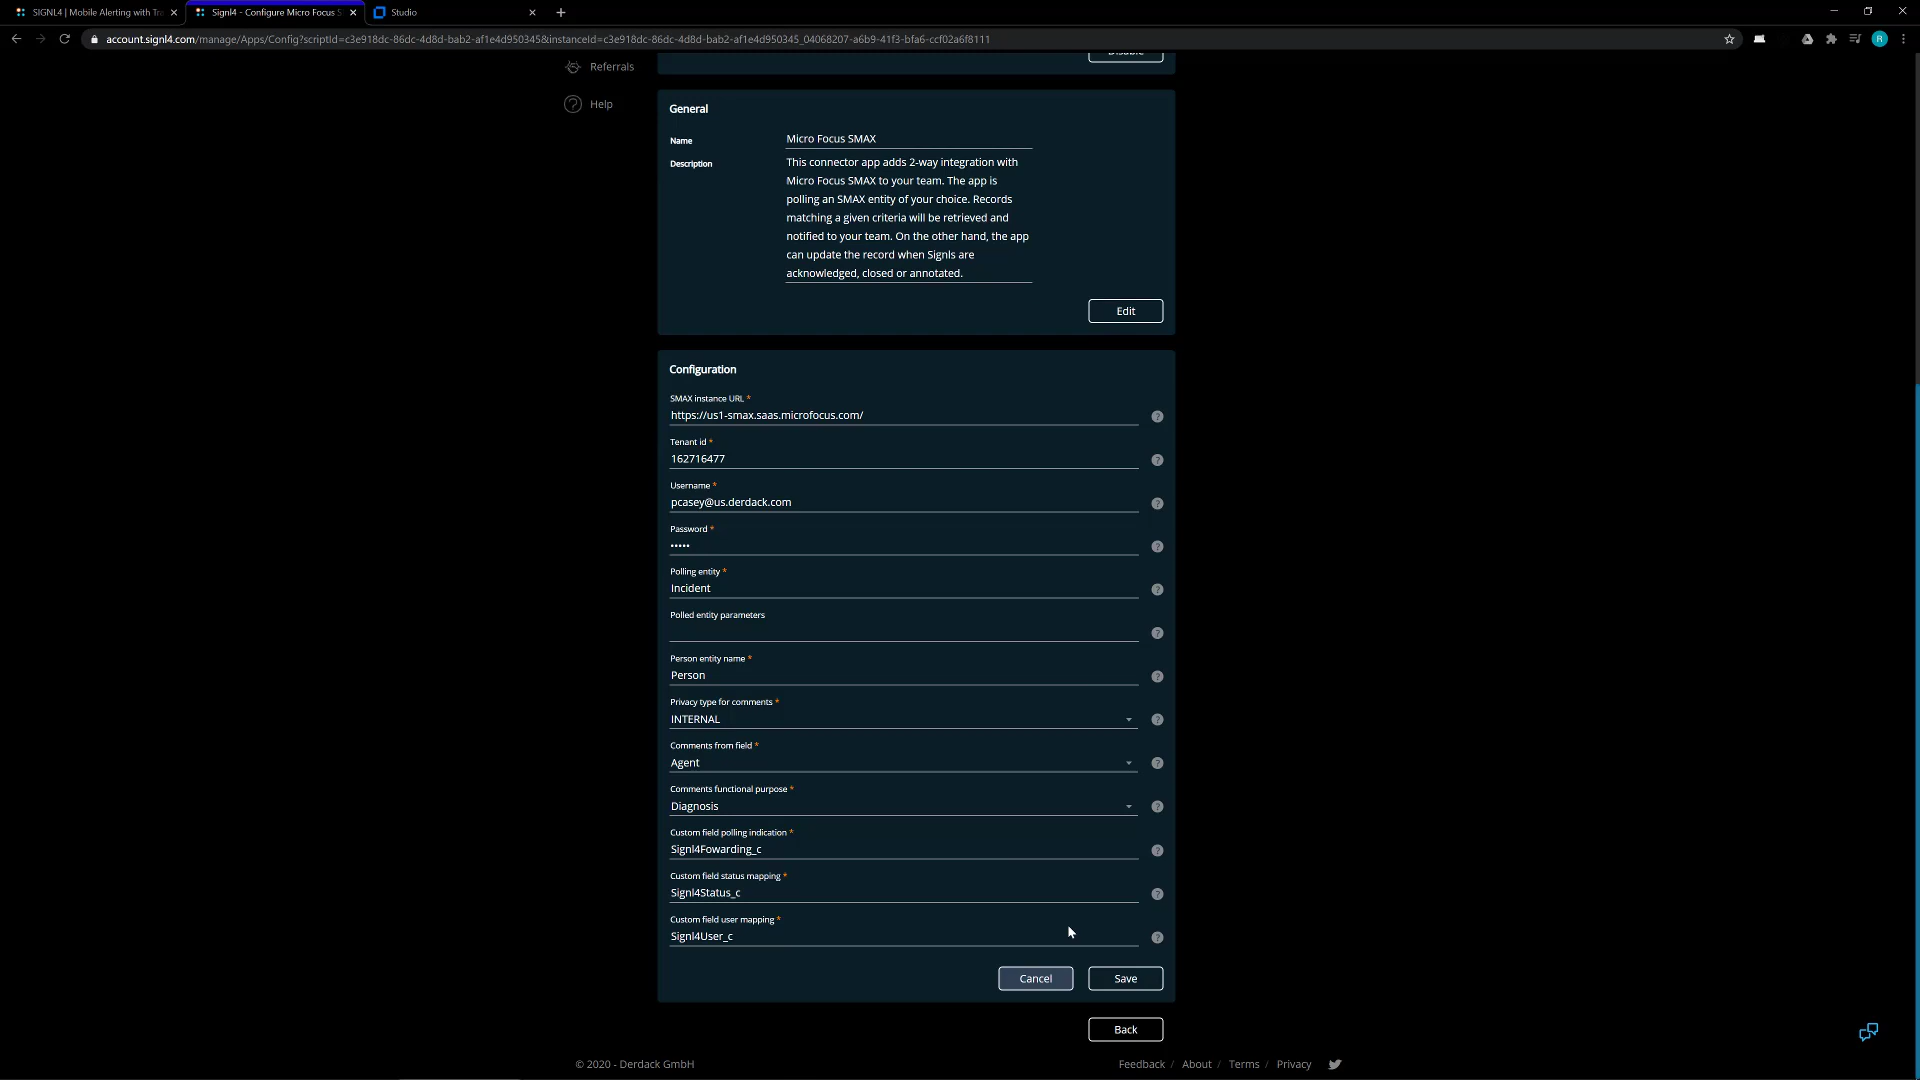 SIGNL4 | Mobile Alerting with Tra
Signl4 - Configure Micro Focus S
Studio
account.signl4.com/manage/Apps/Config?scriptId=c3e918dc-86dc-4d8d-bab2-af1e4d950345&instanceId=c3e918dc-86dc-4d8d-bab2-af1e4d950345_04068207-a6b9-41f3-bfa6-ccf02a6f8111
R
Referrals
Disable
Help
General
Name
Micro Focus SMAX
Description
This connector app adds 2-way integration with
Micro Focus SMAX to your team. The app is
polling an SMAX entity of your choice. Records
matching a given criteria will be retrieved and
notified to your team. On the other hand, the app
can update the record when Signls are
acknowledged, closed or annotated.
Edit
Configuration
SMAX instance URL *
https://us1-smax.saas.microfocus.com/
Tenant id *
162716477
Username *
pcasey@us.derdack.com
Password *
•••••
Polling entity *
Incident
Polled entity parameters
Person entity name *
Person
Privacy type for comments *
INTERNAL
Comments from field *
Agent
Comments functional purpose *
Diagnosis
Custom field polling indication *
Signl4Fowarding_c
Custom field status mapping *
Signl4Status_c
Custom field user mapping *
Signl4User_c
Cancel
Save
Back
© 2020 - Derdack GmbH
Feedback / About / Terms / Privacy